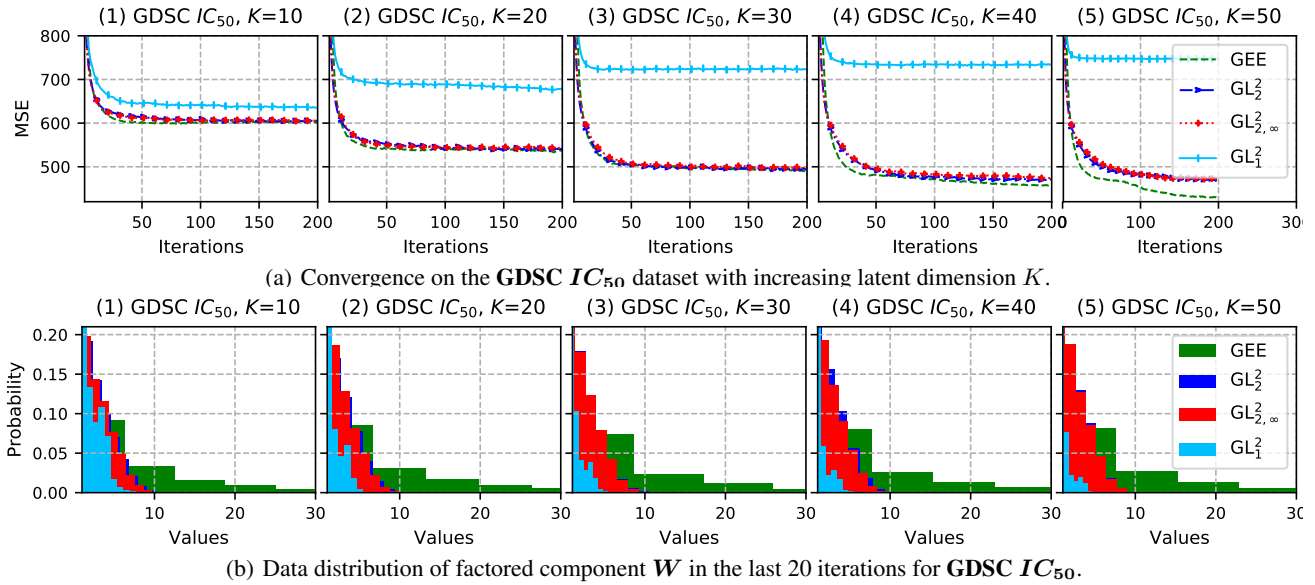 (1) GDSC IC₅₀, K=10 (2) GDSC IC₅₀, K=20 (3) GDSC IC₅₀, K=30 (4) GDSC IC₅₀, K=40 (5) GDSC IC₅₀, K=50
800
700
600
500
MSE
GEE
GL₂²
GL²₂,∞
GL₁²
50 100 150 200 50 100 150 200 50 100 150 200 50 100 150 200 0 100 200 300
Iterations Iterations Iterations Iterations Iterations
(a) Convergence on the GDSC IC₅₀ dataset with increasing latent dimension K.
(1) GDSC IC₅₀, K=10 (2) GDSC IC₅₀, K=20 (3) GDSC IC₅₀, K=30 (4) GDSC IC₅₀, K=40 (5) GDSC IC₅₀, K=50
0.20
0.15
0.10
0.05
0.00
Probability
GEE
GL₂²
GL²₂,∞
GL₁²
10 20 30 10 20 30 10 20 30 10 20 30 10 20 30
Values Values Values Values Values
(b) Data distribution of factored component W in the last 20 iterations for GDSC IC₅₀.